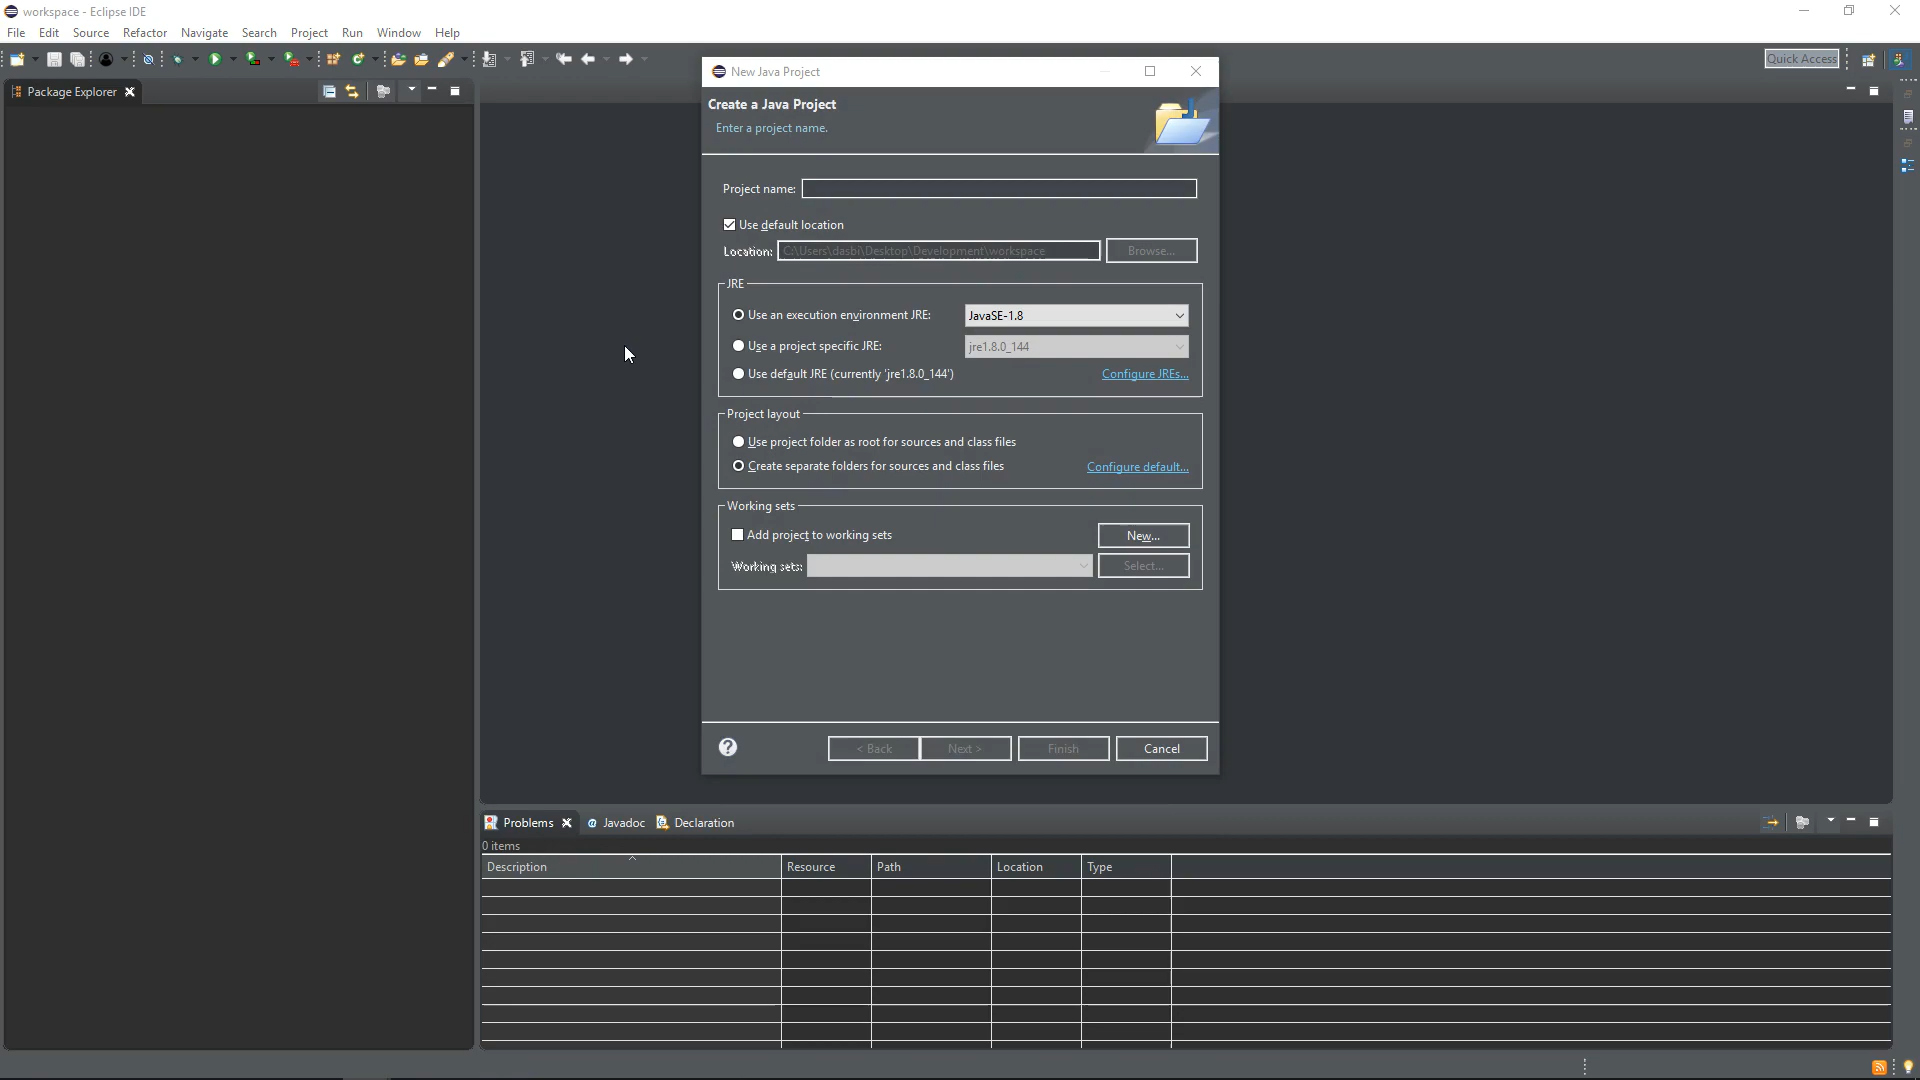 workspace - Eclipse IDE
File Edit Source Refactor Navigate Search Project Run Window Help
Quick Access
Package Explorer
New Java Project
Create a Java Project
Enter a project name.
Project name:
Use default location
Location: C:\Users\dasbi\Desktop\Development\workspace Browse...
JRE
Use an execution environment JRE: JavaSE-1.8
Use a project specific JRE: jre1.8.0_144
Use default JRE (currently 'jre1.8.0_144') Configure JREs...
Project layout
Use project folder as root for sources and class files
Create separate folders for sources and class files Configure default...
Working sets
Add project to working sets New...
Working sets: Select...
< Back Next > Finish Cancel
Problems Javadoc Declaration
0 items
Description Resource Path Location Type